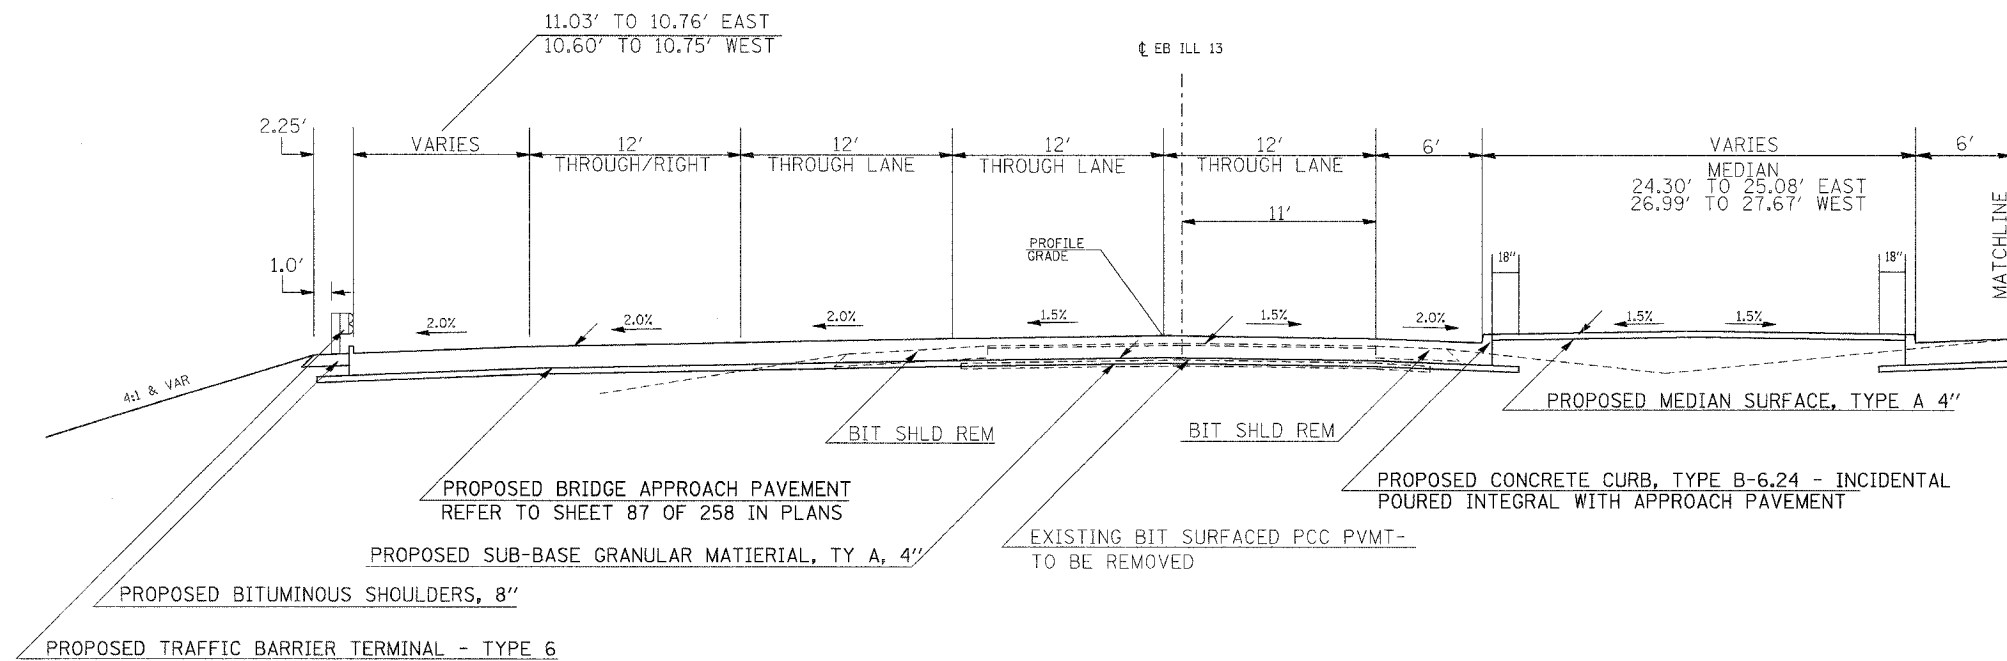 11.03' TO 10.76' EAST
10.60' TO 10.75' WEST
℄ EB ILL 13
2.25'
VARIES
12'
THROUGH/RIGHT
12'
THROUGH LANE
12'
THROUGH LANE
12'
THROUGH LANE
6'
VARIES
MEDIAN
24.30' TO 25.08' EAST
26.99' TO 27.67' WEST
6'
MATCHLINE
11'
PROFILE
GRADE
18"
18"
1.0'
2.0%
2.0%
2.0%
1.5%
1.5%
2.0%
1.5%
1.5%
4:1 & VAR
BIT SHLD REM
BIT SHLD REM
PROPOSED MEDIAN SURFACE, TYPE A 4"
PROPOSED BRIDGE APPROACH PAVEMENT
REFER TO SHEET 87 OF 258 IN PLANS
PROPOSED CONCRETE CURB, TYPE B-6.24 - INCIDENTAL
POURED INTEGRAL WITH APPROACH PAVEMENT
PROPOSED SUB-BASE GRANULAR MATIERIAL, TY A, 4"
EXISTING BIT SURFACED PCC PVMT-
TO BE REMOVED
PROPOSED BITUMINOUS SHOULDERS, 8"
PROPOSED TRAFFIC BARRIER TERMINAL - TYPE 6